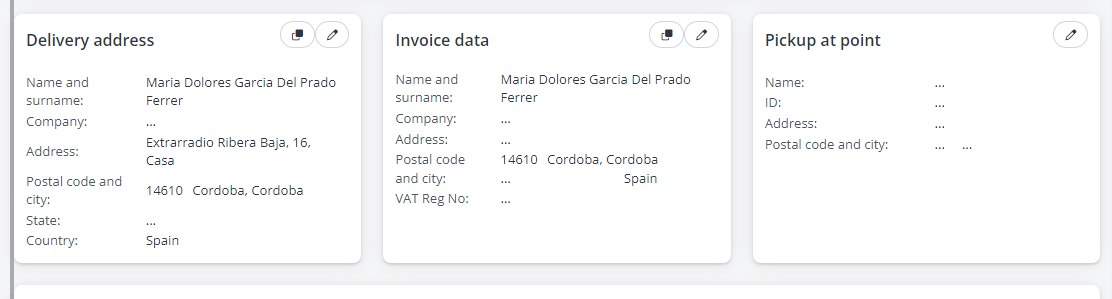 Delivery address
Name and surname: Maria Dolores Garcia Del Prado Ferrer
Company: ...
Address: Extrarradio Ribera Baja, 16, Casa
Postal code and city: 14610 Cordoba, Cordoba
State: ...
Country: Spain
Invoice data
Name and surname: Maria Dolores Garcia Del Prado Ferrer
Company: ...
Address: ...
Postal code and city: 14610 Cordoba, Cordoba
... Spain
VAT Reg No: ...
Pickup at point
Name: ...
ID: ...
Address: ...
Postal code and city: ... ...